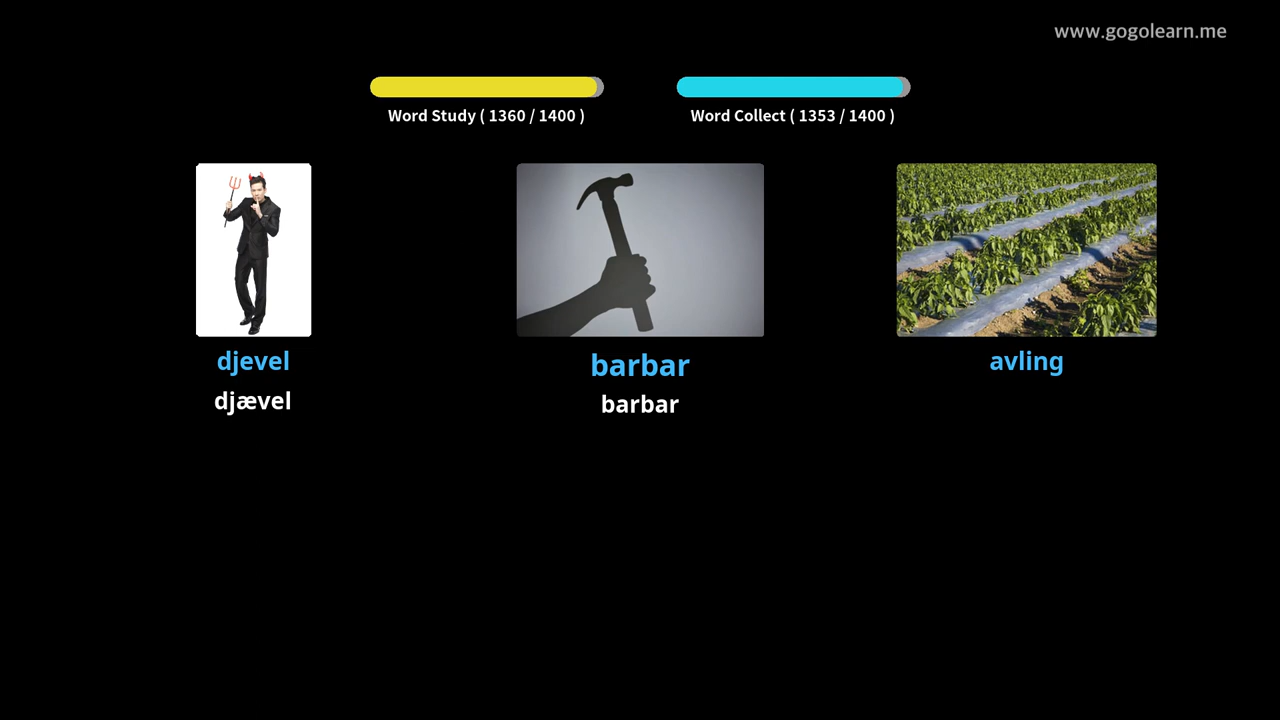 www.gogolearn.me
Word Study ( 1360 / 1400 )
Word Collect ( 1353 / 1400 )
djevel
djævel
barbar
barbar
avling